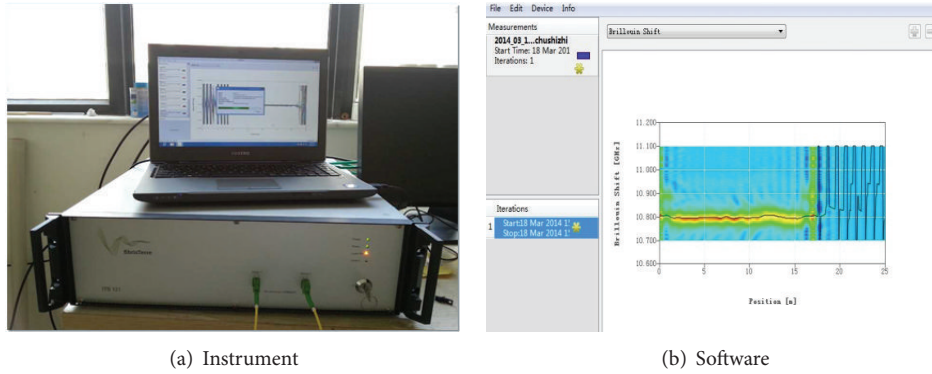 File Edit Device Info
Measurements
2014_03_1...chushizhi
Start Time: 18 Mar 201
Iterations: 1
Iterations
1 Start:18 Mar 2014 1!
Stop:18 Mar 2014 1!
Brillouin Shift
Brillouin Shift [GHz]
11.200
11.100
11.000
10.900
10.800
10.700
10.600
0 5 10 15 20 25
Position [m]
(a) Instrument
(b) Software